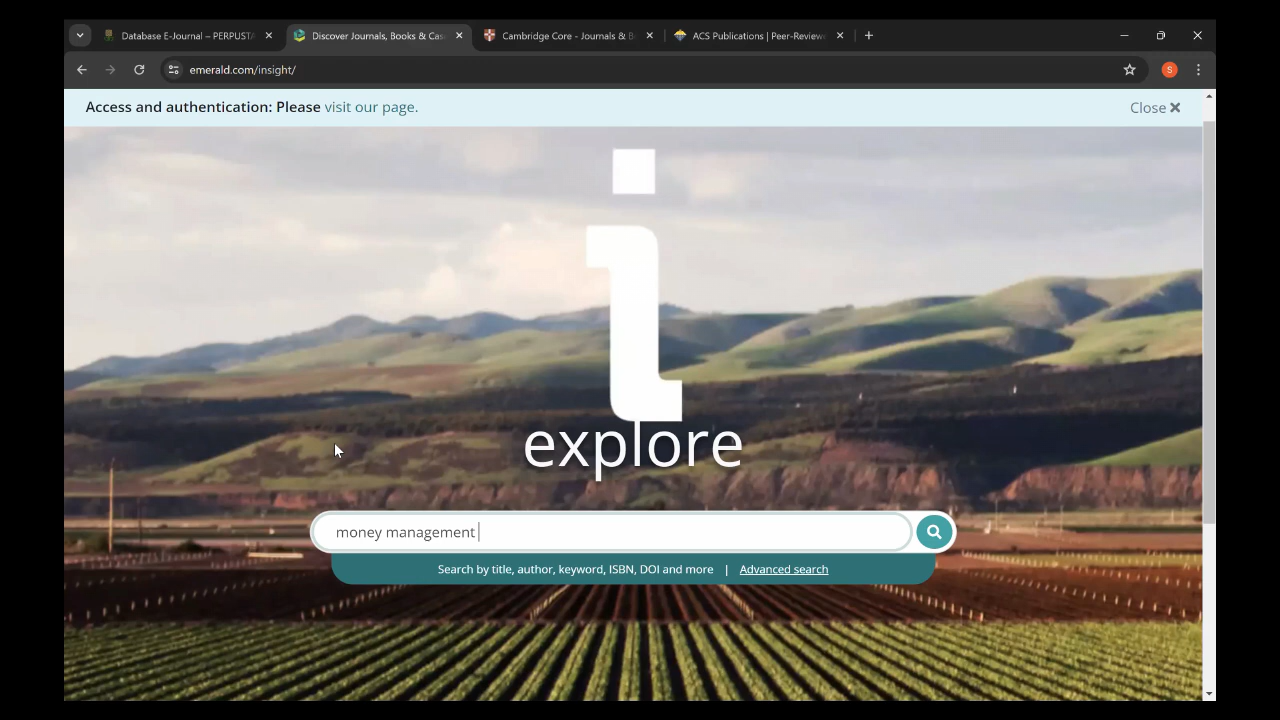 Database E-Journal – PERPUSTA
Discover Journals, Books & Cas
Cambridge Core - Journals & B
ACS Publications | Peer-Reviewe
S
emerald.com/insight/
Access and authentication: Please visit our page.
Close
i
explore
money management
Search by title, author, keyword, ISBN, DOI and more | Advanced search